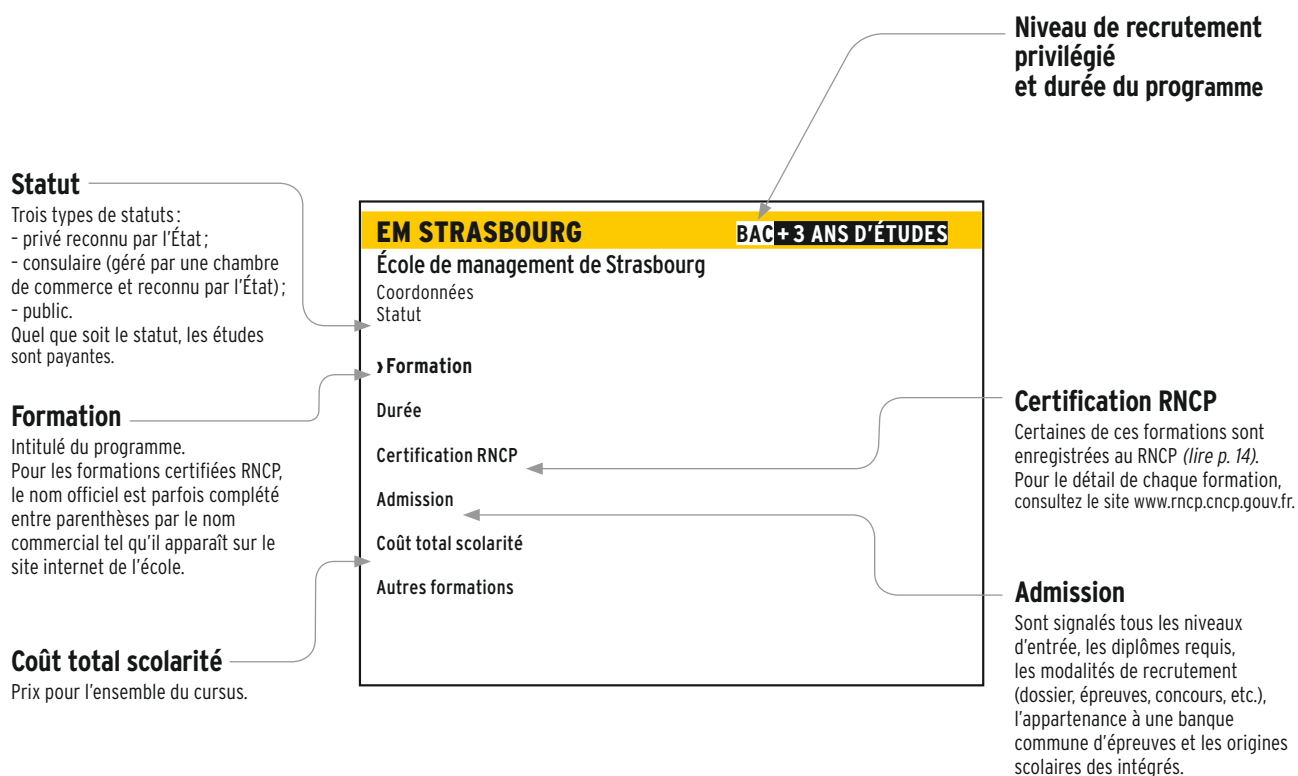 Niveau de recrutement
privilégié
et durée du programme
Statut
Trois types de statuts :
- privé reconnu par l'État ;
- consulaire (géré par une chambre
de commerce et reconnu par l'État) ;
- public.
Quel que soit le statut, les études
sont payantes.
Formation
Intitulé du programme.
Pour les formations certifiées RNCP,
le nom officiel est parfois complété
entre parenthèses par le nom
commercial tel qu'il apparaît sur le
site internet de l'école.
Coût total scolarité
Prix pour l'ensemble du cursus.
EM STRASBOURG BAC + 3 ANS D'ÉTUDES
École de management de Strasbourg
Coordonnées
Statut
› Formation
Durée
Certification RNCP
Admission
Coût total scolarité
Autres formations
Certification RNCP
Certaines de ces formations sont
enregistrées au RNCP (lire p. 14).
Pour le détail de chaque formation,
consultez le site www.rncp.cncp.gouv.fr.
Admission
Sont signalés tous les niveaux
d'entrée, les diplômes requis,
les modalités de recrutement
(dossier, épreuves, concours, etc.),
l'appartenance à une banque
commune d'épreuves et les origines
scolaires des intégrés.